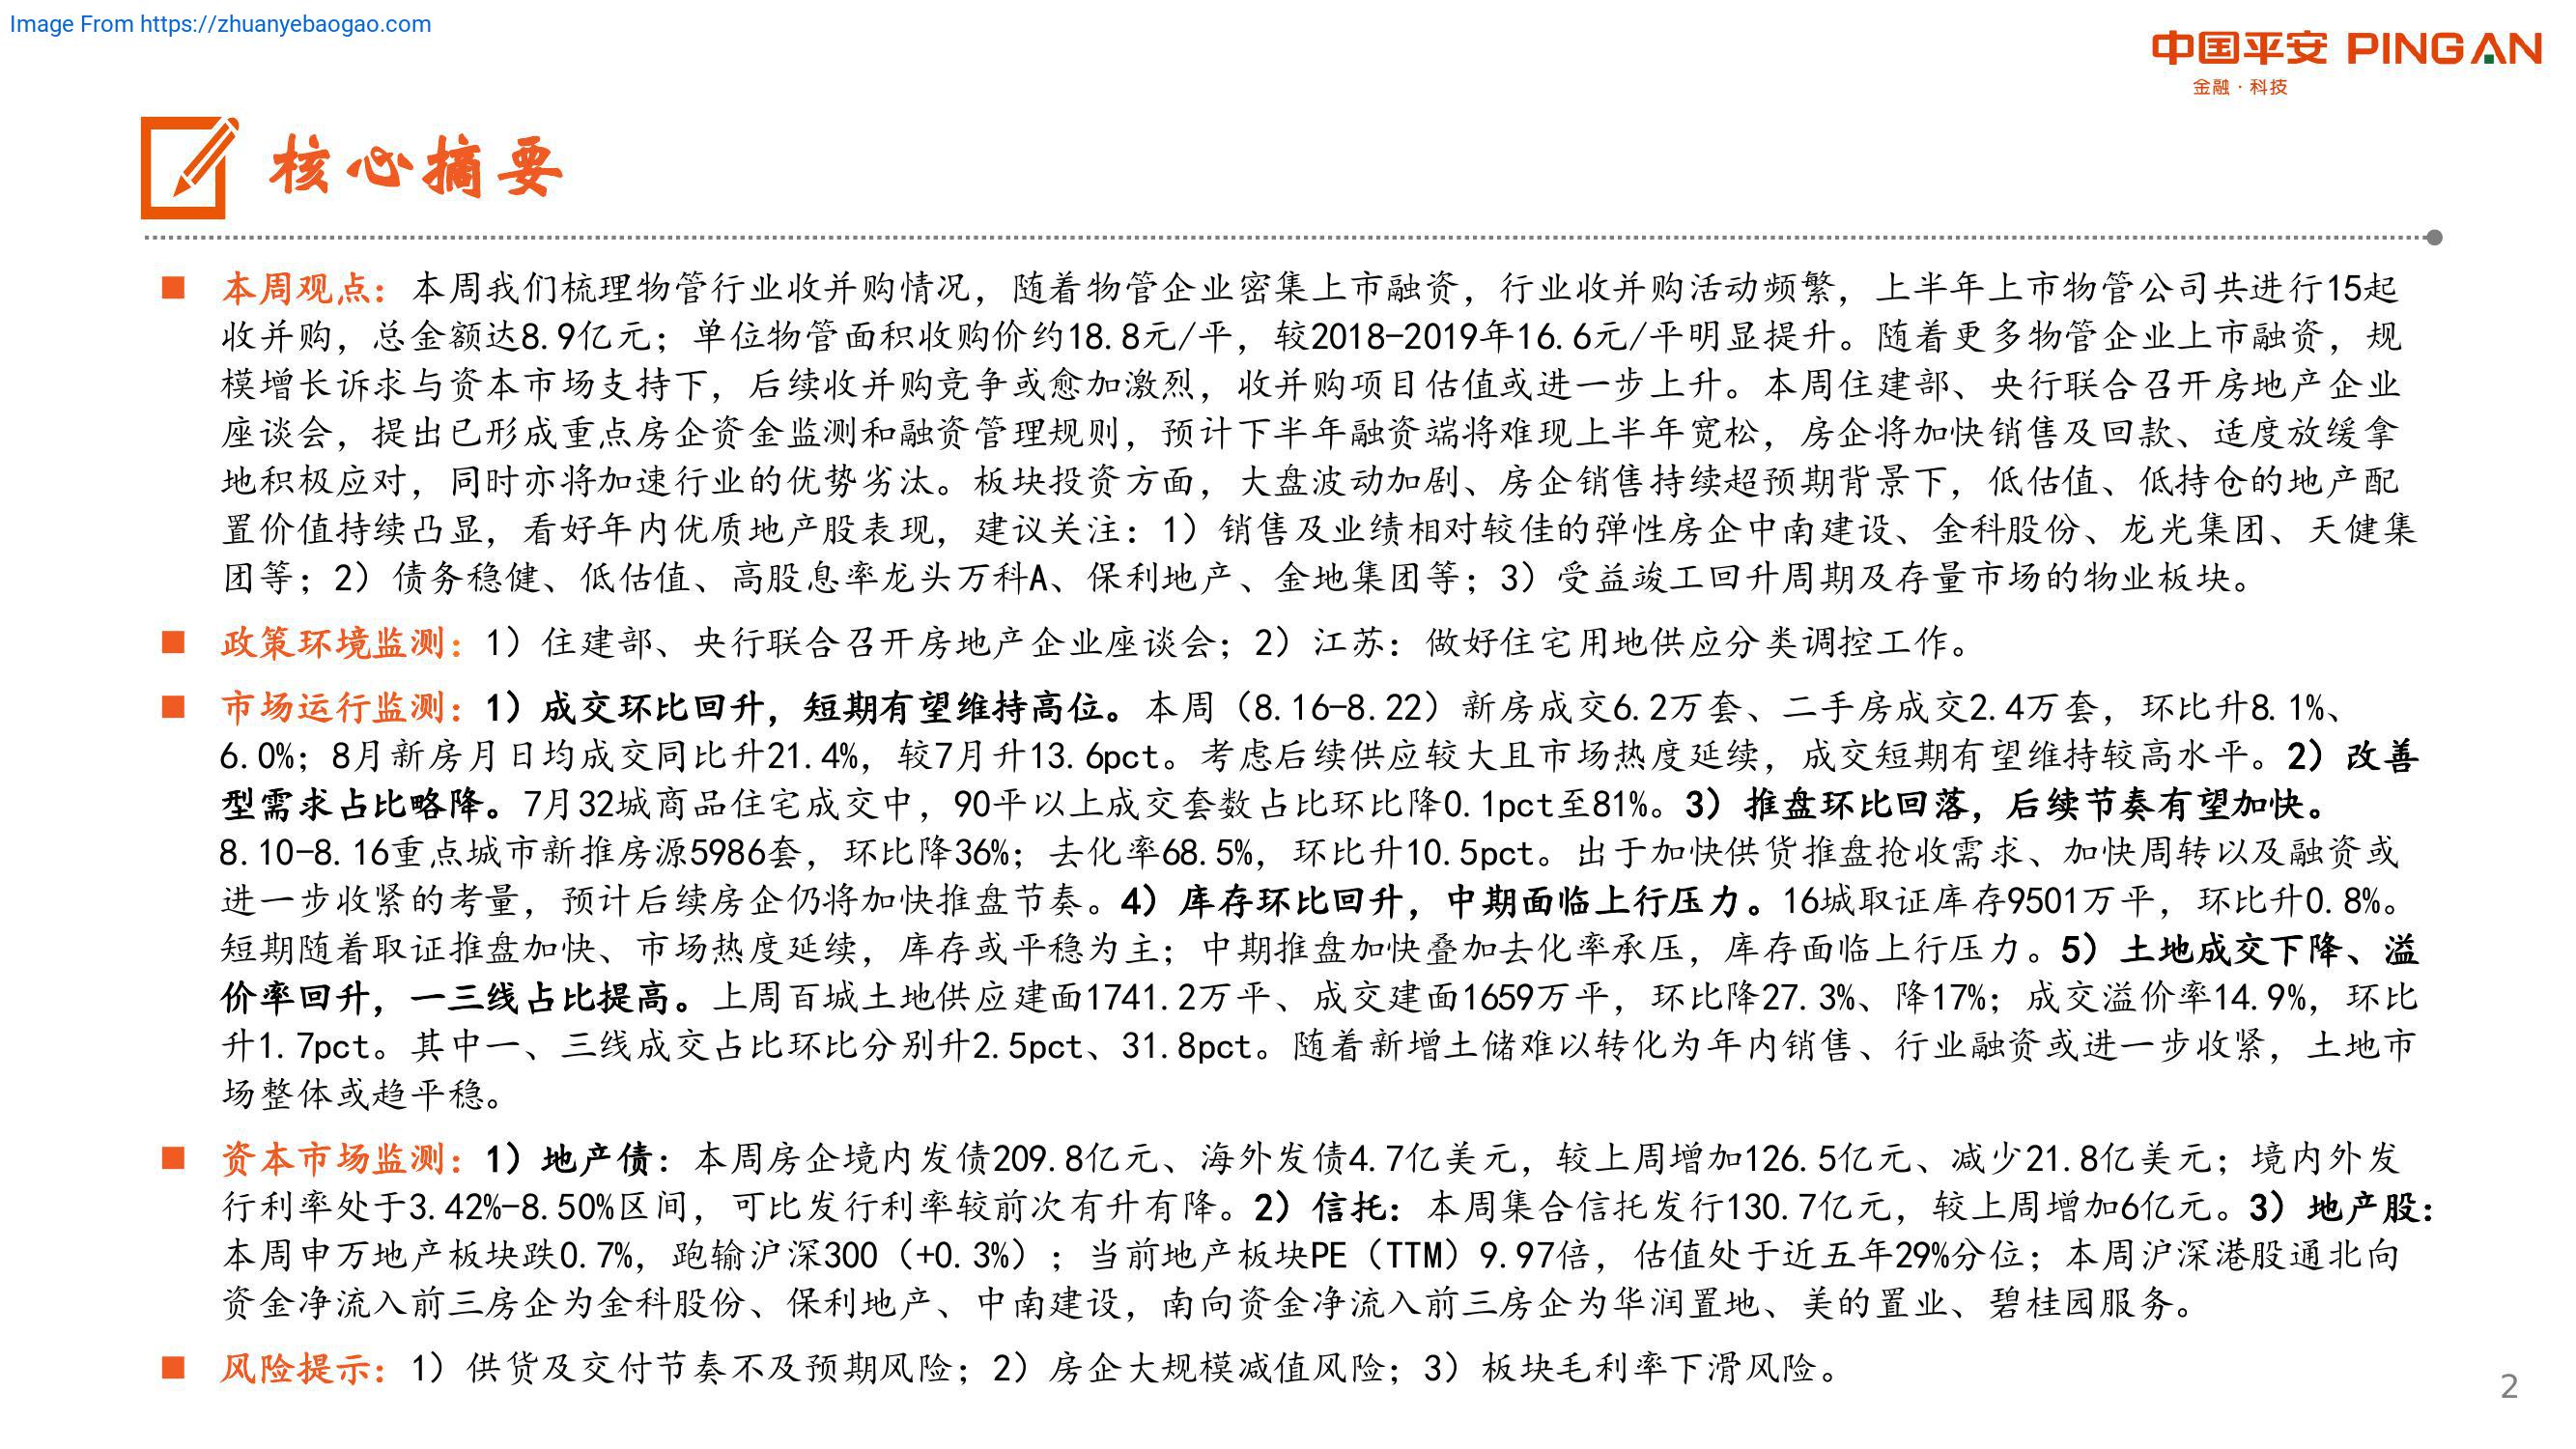 Image From https://zhuanyebaogao.com
中国平安 PING AN
金融·科技
核心摘要
本周观点：本周我们梳理物管行业收并购情况，随着物管企业密集上市融资，行业收并购活动频繁，上半年上市物管公司共进行15起
收并购，总金额达8.9亿元；单位物管面积收购价约18.8元/平，较2018-2019年16.6元/平明显提升。随着更多物管企业上市融资，规
模增长诉求与资本市场支持下，后续收并购竞争或愈加激烈，收并购项目估值或进一步上升。本周住建部、央行联合召开房地产企业
座谈会，提出已形成重点房企资金监测和融资管理规则，预计下半年融资端将难现上半年宽松，房企将加快销售及回款、适度放缓拿
地积极应对，同时亦将加速行业的优势劣汰。板块投资方面，大盘波动加剧、房企销售持续超预期背景下，低估值、低持仓的地产配
置价值持续凸显，看好年内优质地产股表现，建议关注：1）销售及业绩相对较佳的弹性房企中南建设、金科股份、龙光集团、天健集
团等；2）债务稳健、低估值、高股息率龙头万科A、保利地产、金地集团等；3）受益竣工回升周期及存量市场的物业板块。
政策环境监测：1）住建部、央行联合召开房地产企业座谈会；2）江苏：做好住宅用地供应分类调控工作。
市场运行监测：1）成交环比回升，短期有望维持高位。本周（8.16-8.22）新房成交6.2万套、二手房成交2.4万套，环比升8.1%、
6.0%；8月新房月日均成交同比升21.4%，较7月升13.6pct。考虑后续供应较大且市场热度延续，成交短期有望维持较高水平。2）改善
型需求占比略降。7月32城商品住宅成交中，90平以上成交套数占比环比降0.1pct至81%。3）推盘环比回落，后续节奏有望加快。
8.10-8.16重点城市新推房源5986套，环比降36%；去化率68.5%，环比升10.5pct。出于加快供货推盘抢收需求、加快周转以及融资或
进一步收紧的考量，预计后续房企仍将加快推盘节奏。4）库存环比回升，中期面临上行压力。16城取证库存9501万平，环比升0.8%。
短期随着取证推盘加快、市场热度延续，库存或平稳为主；中期推盘加快叠加去化率承压，库存面临上行压力。5）土地成交下降、溢
价率回升，一三线占比提高。上周百城土地供应建面1741.2万平、成交建面1659万平，环比降27.3%、降17%；成交溢价率14.9%，环比
升1.7pct。其中一、三线成交占比环比分别升2.5pct、31.8pct。随着新增土储难以转化为年内销售、行业融资或进一步收紧，土地市
场整体或趋平稳。
资本市场监测：1）地产债：本周房企境内发债209.8亿元、海外发债4.7亿美元，较上周增加126.5亿元、减少21.8亿美元；境内外发
行利率处于3.42%-8.50%区间，可比发行利率较前次有升有降。2）信托：本周集合信托发行130.7亿元，较上周增加6亿元。3）地产股：
本周申万地产板块跌0.7%，跑输沪深300（+0.3%）；当前地产板块PE（TTM）9.97倍，估值处于近五年29%分位；本周沪深港股通北向
资金净流入前三房企为金科股份、保利地产、中南建设，南向资金净流入前三房企为华润置地、美的置业、碧桂园服务。
风险提示：1）供货及交付节奏不及预期风险；2）房企大规模减值风险；3）板块毛利率下滑风险。
2